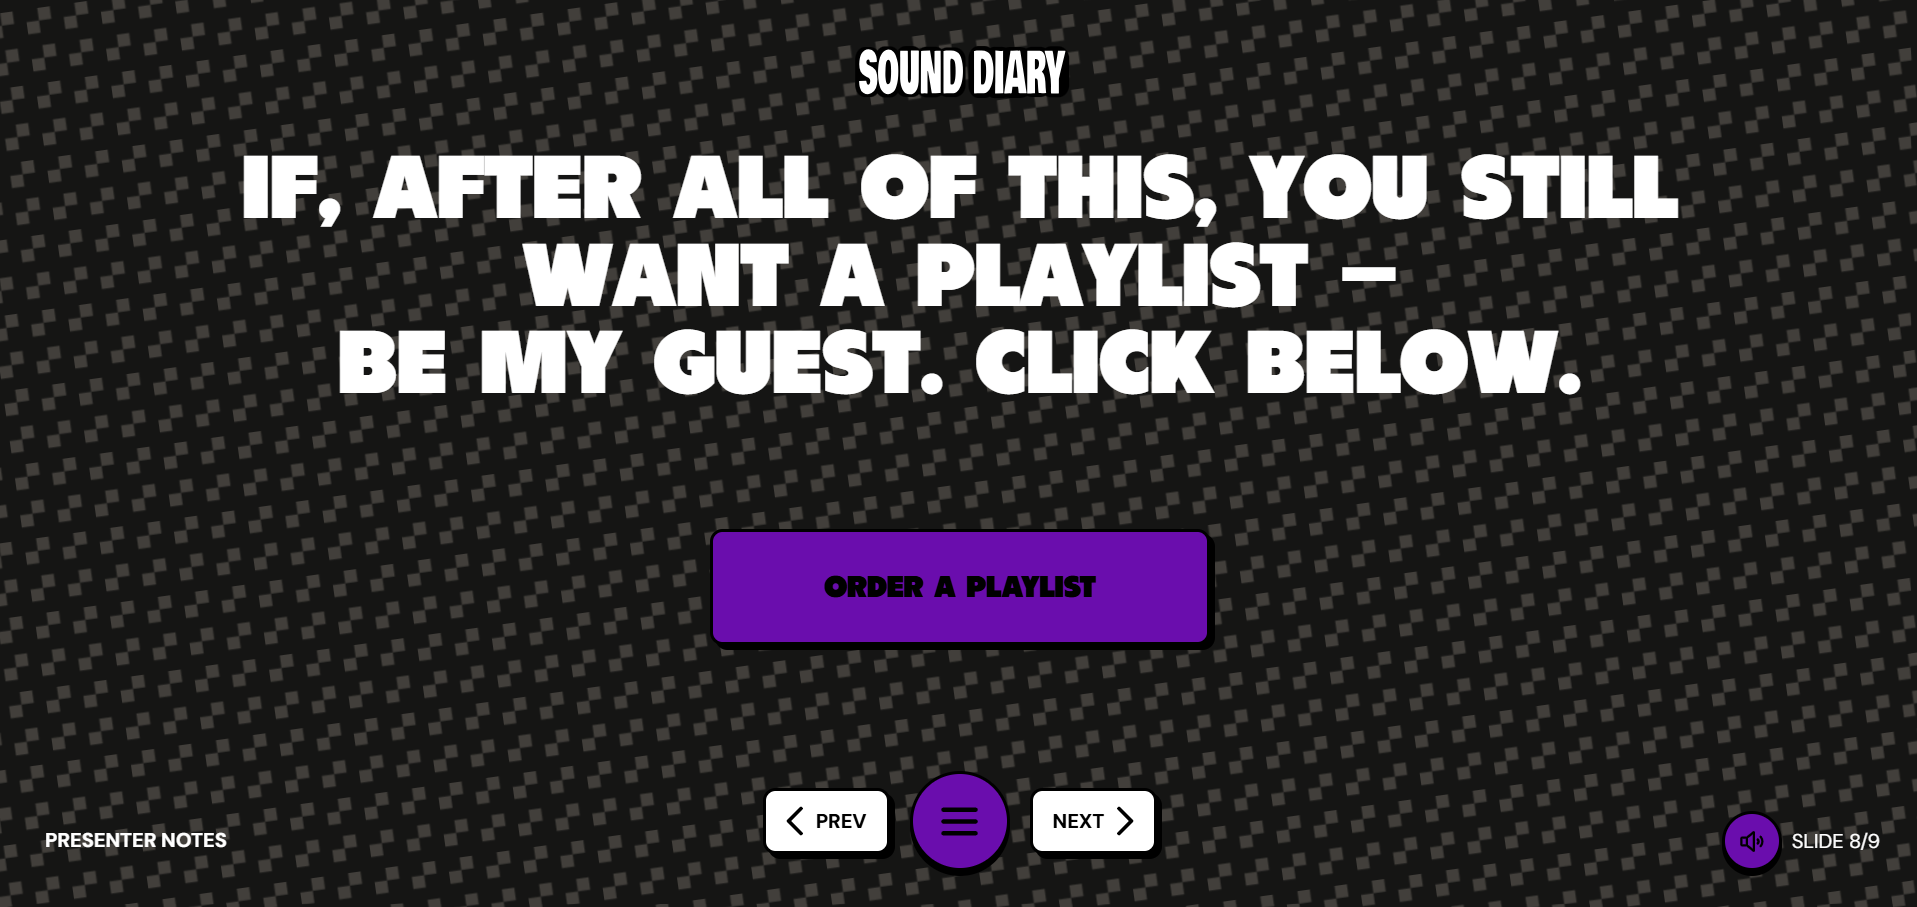 SOUND DIARY
IF, AFTER ALL OF THIS, YOU STILL
WANT A PLAYLIST –
BE MY GUEST. CLICK BELOW.
ORDER A PLAYLIST
PREV
NEXT
PRESENTER NOTES
SLIDE 8/9